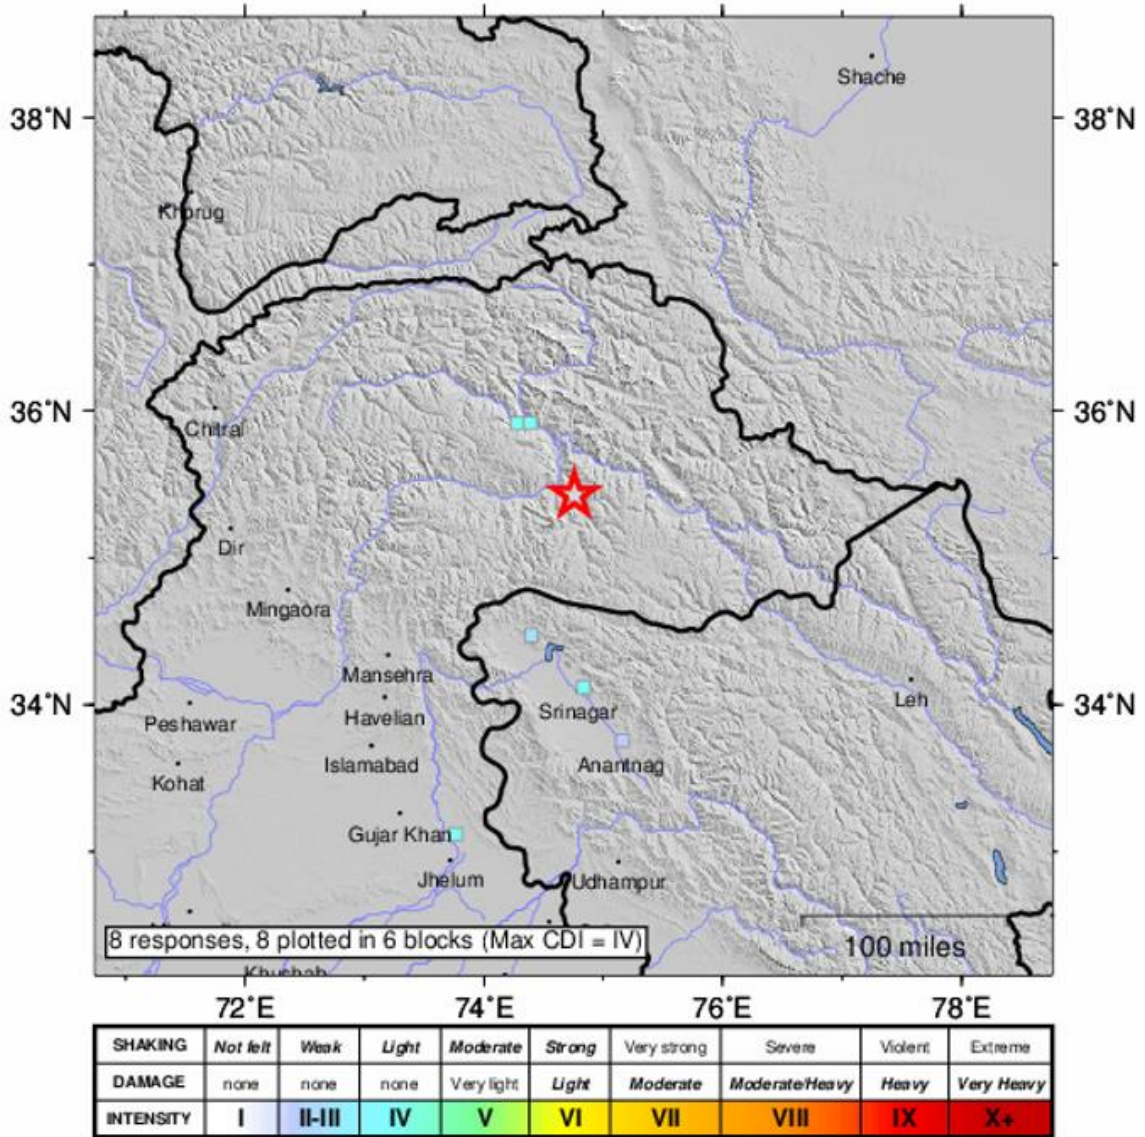 Shache
38°N
38°N
Khorug
36°N
36°N
Chitral
Dir
Mingaora
Mansehra
Leh
34°N
34°N
Srinagar
Peshawar
Havelian
Islamabad
Anantnag
Kohat
Gujar Khan
Jhelum
Udhampur
8 responses, 8 plotted in 6 blocks (Max CDI = IV)
100 miles
Khushab
72°E 74°E 76°E 78°E
SHAKING Not felt Weak Light Moderate Strong Very strong Severe Violent Extreme
DAMAGE none none none Very light Light Moderate Moderate/Heavy Heavy Very Heavy
INTENSITY I II-III IV V VI VII VIII IX X+